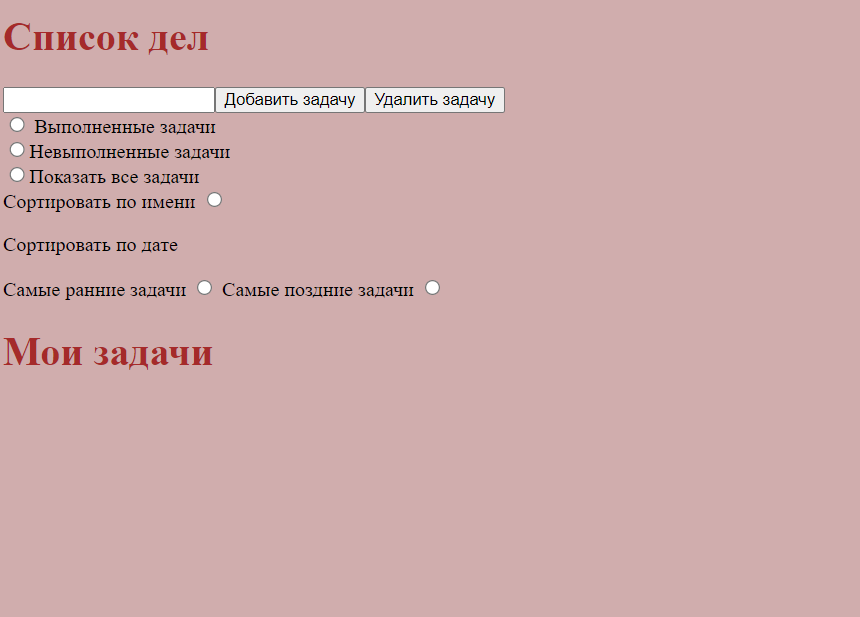 Список дел
Добавить задачу Удалить задачу
Выполненные задачи
Невыполненные задачи
Показать все задачи
Сортировать по имени
Сортировать по дате
Самые ранние задачи Самые поздние задачи
Мои задачи